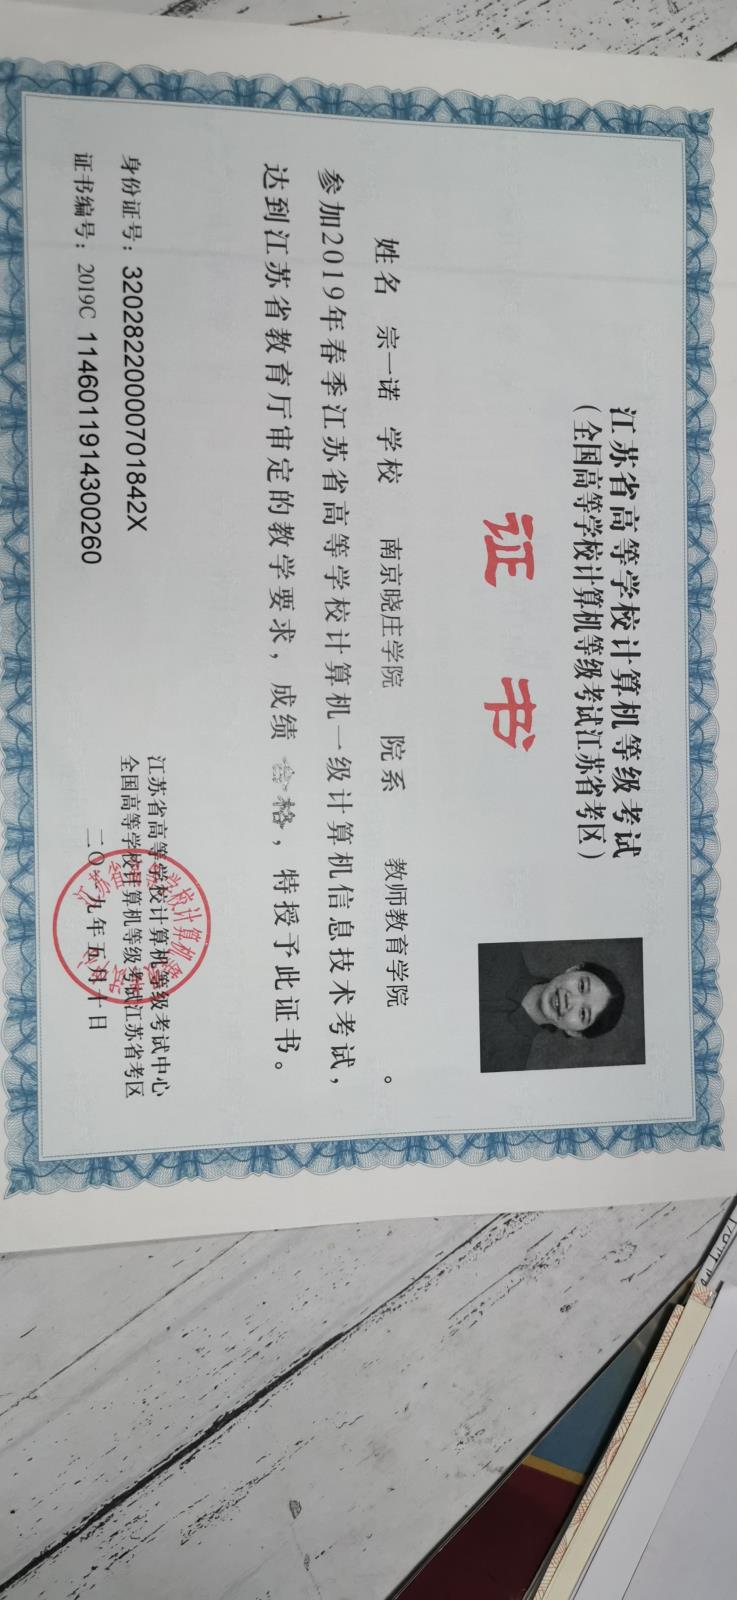 江苏省高等学校计算机等级考试
（全国高等学校计算机等级考试江苏省考区）
证书
姓名 宗一诺 学校 南京晓庄学院 院系 教师教育学院 。
参加2019年春季江苏省高等学校计算机一级计算机信息技术考试，
达到江苏省教育厅审定的教学要求，成绩 合格，特授予此证书。
身份证号：32028220000701842X
证书编号：2019C 1146011914300260
江苏省高等学校计算机等级考试中心
全国高等学校计算机等级考试江苏省考区
二〇一九年五月十日